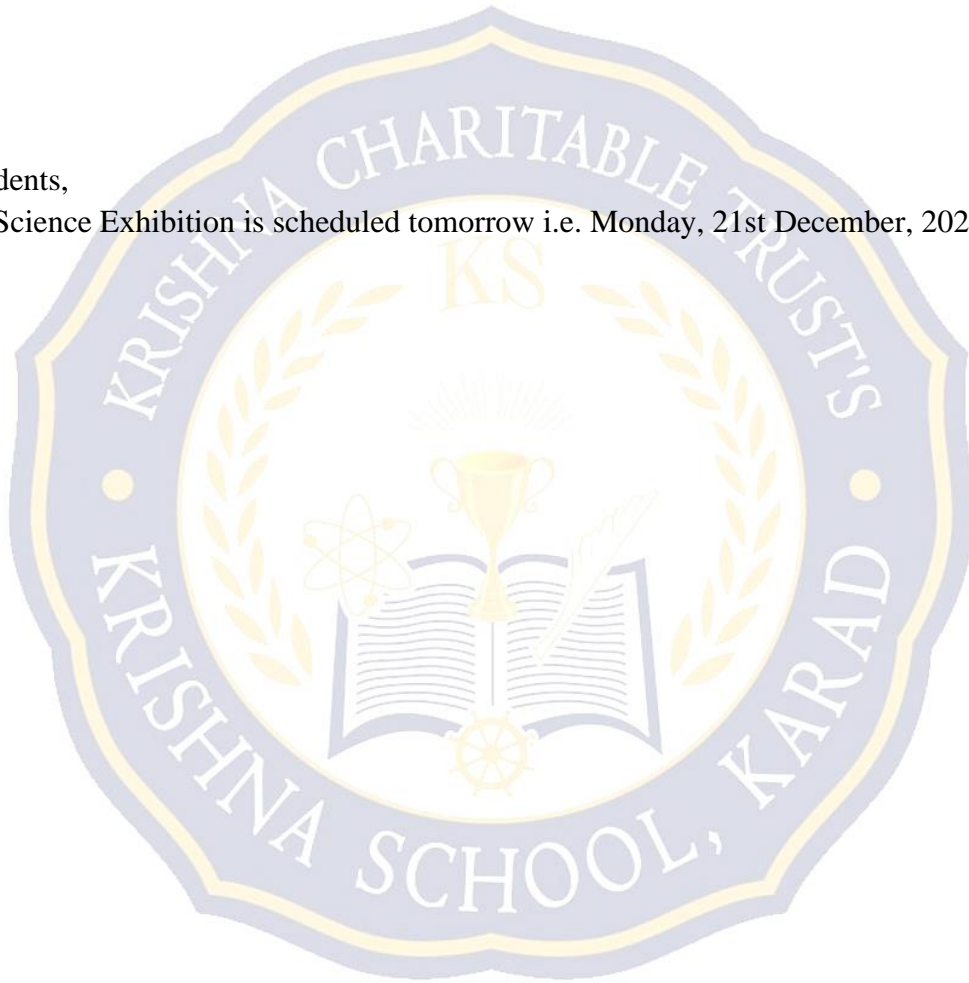 dents,
Science Exhibition is scheduled tomorrow i.e. Monday, 21st December, 202
KRISHNA CHARITABLE TRUST'S
KS
KRISHNA SCHOOL, KARAD